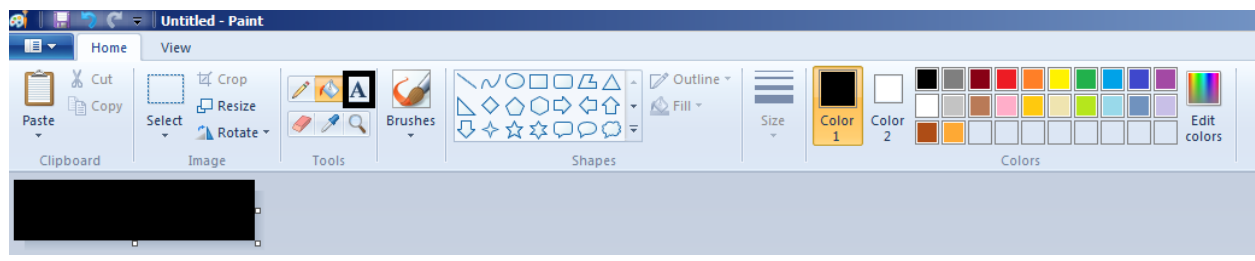 Untitled - Paint
Home View
Cut
Copy
Paste
Clipboard
Select
Crop
Resize
Rotate
Image
A
Tools
Brushes
Outline
Fill
Shapes
Size
Color
1
Color
2
Edit
colors
Colors